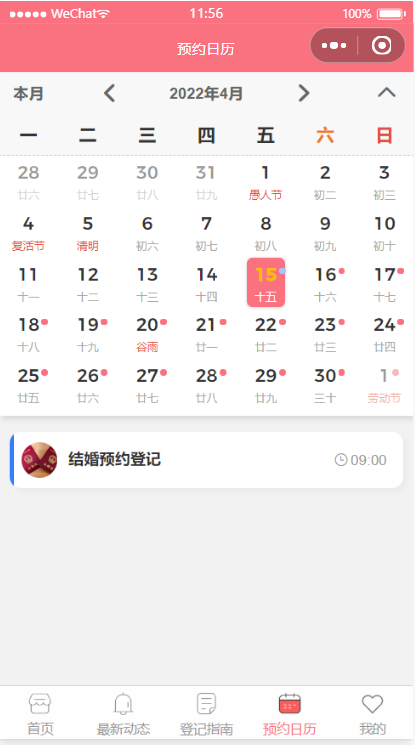 WeChat 11:56 100%
预约日历
本月 2022年4月
一 二 三 四 五 六 日
28 29 30 31 1 2 3
廿六 廿七 廿八 廿九 愚人节 初二 初三
4 5 6 7 8 9 10
复活节 清明 初六 初七 初八 初九 初十
11 12 13 14 15 16 17
十一 十二 十三 十四 十五 十六 十七
18 19 20 21 22 23 24
十八 十九 谷雨 廿一 廿二 廿三 廿四
25 26 27 28 29 30 1
廿五 廿六 廿七 廿八 廿九 三十 劳动节
结婚预约登记 09:00
首页 最新动态 登记指南 预约日历 我的